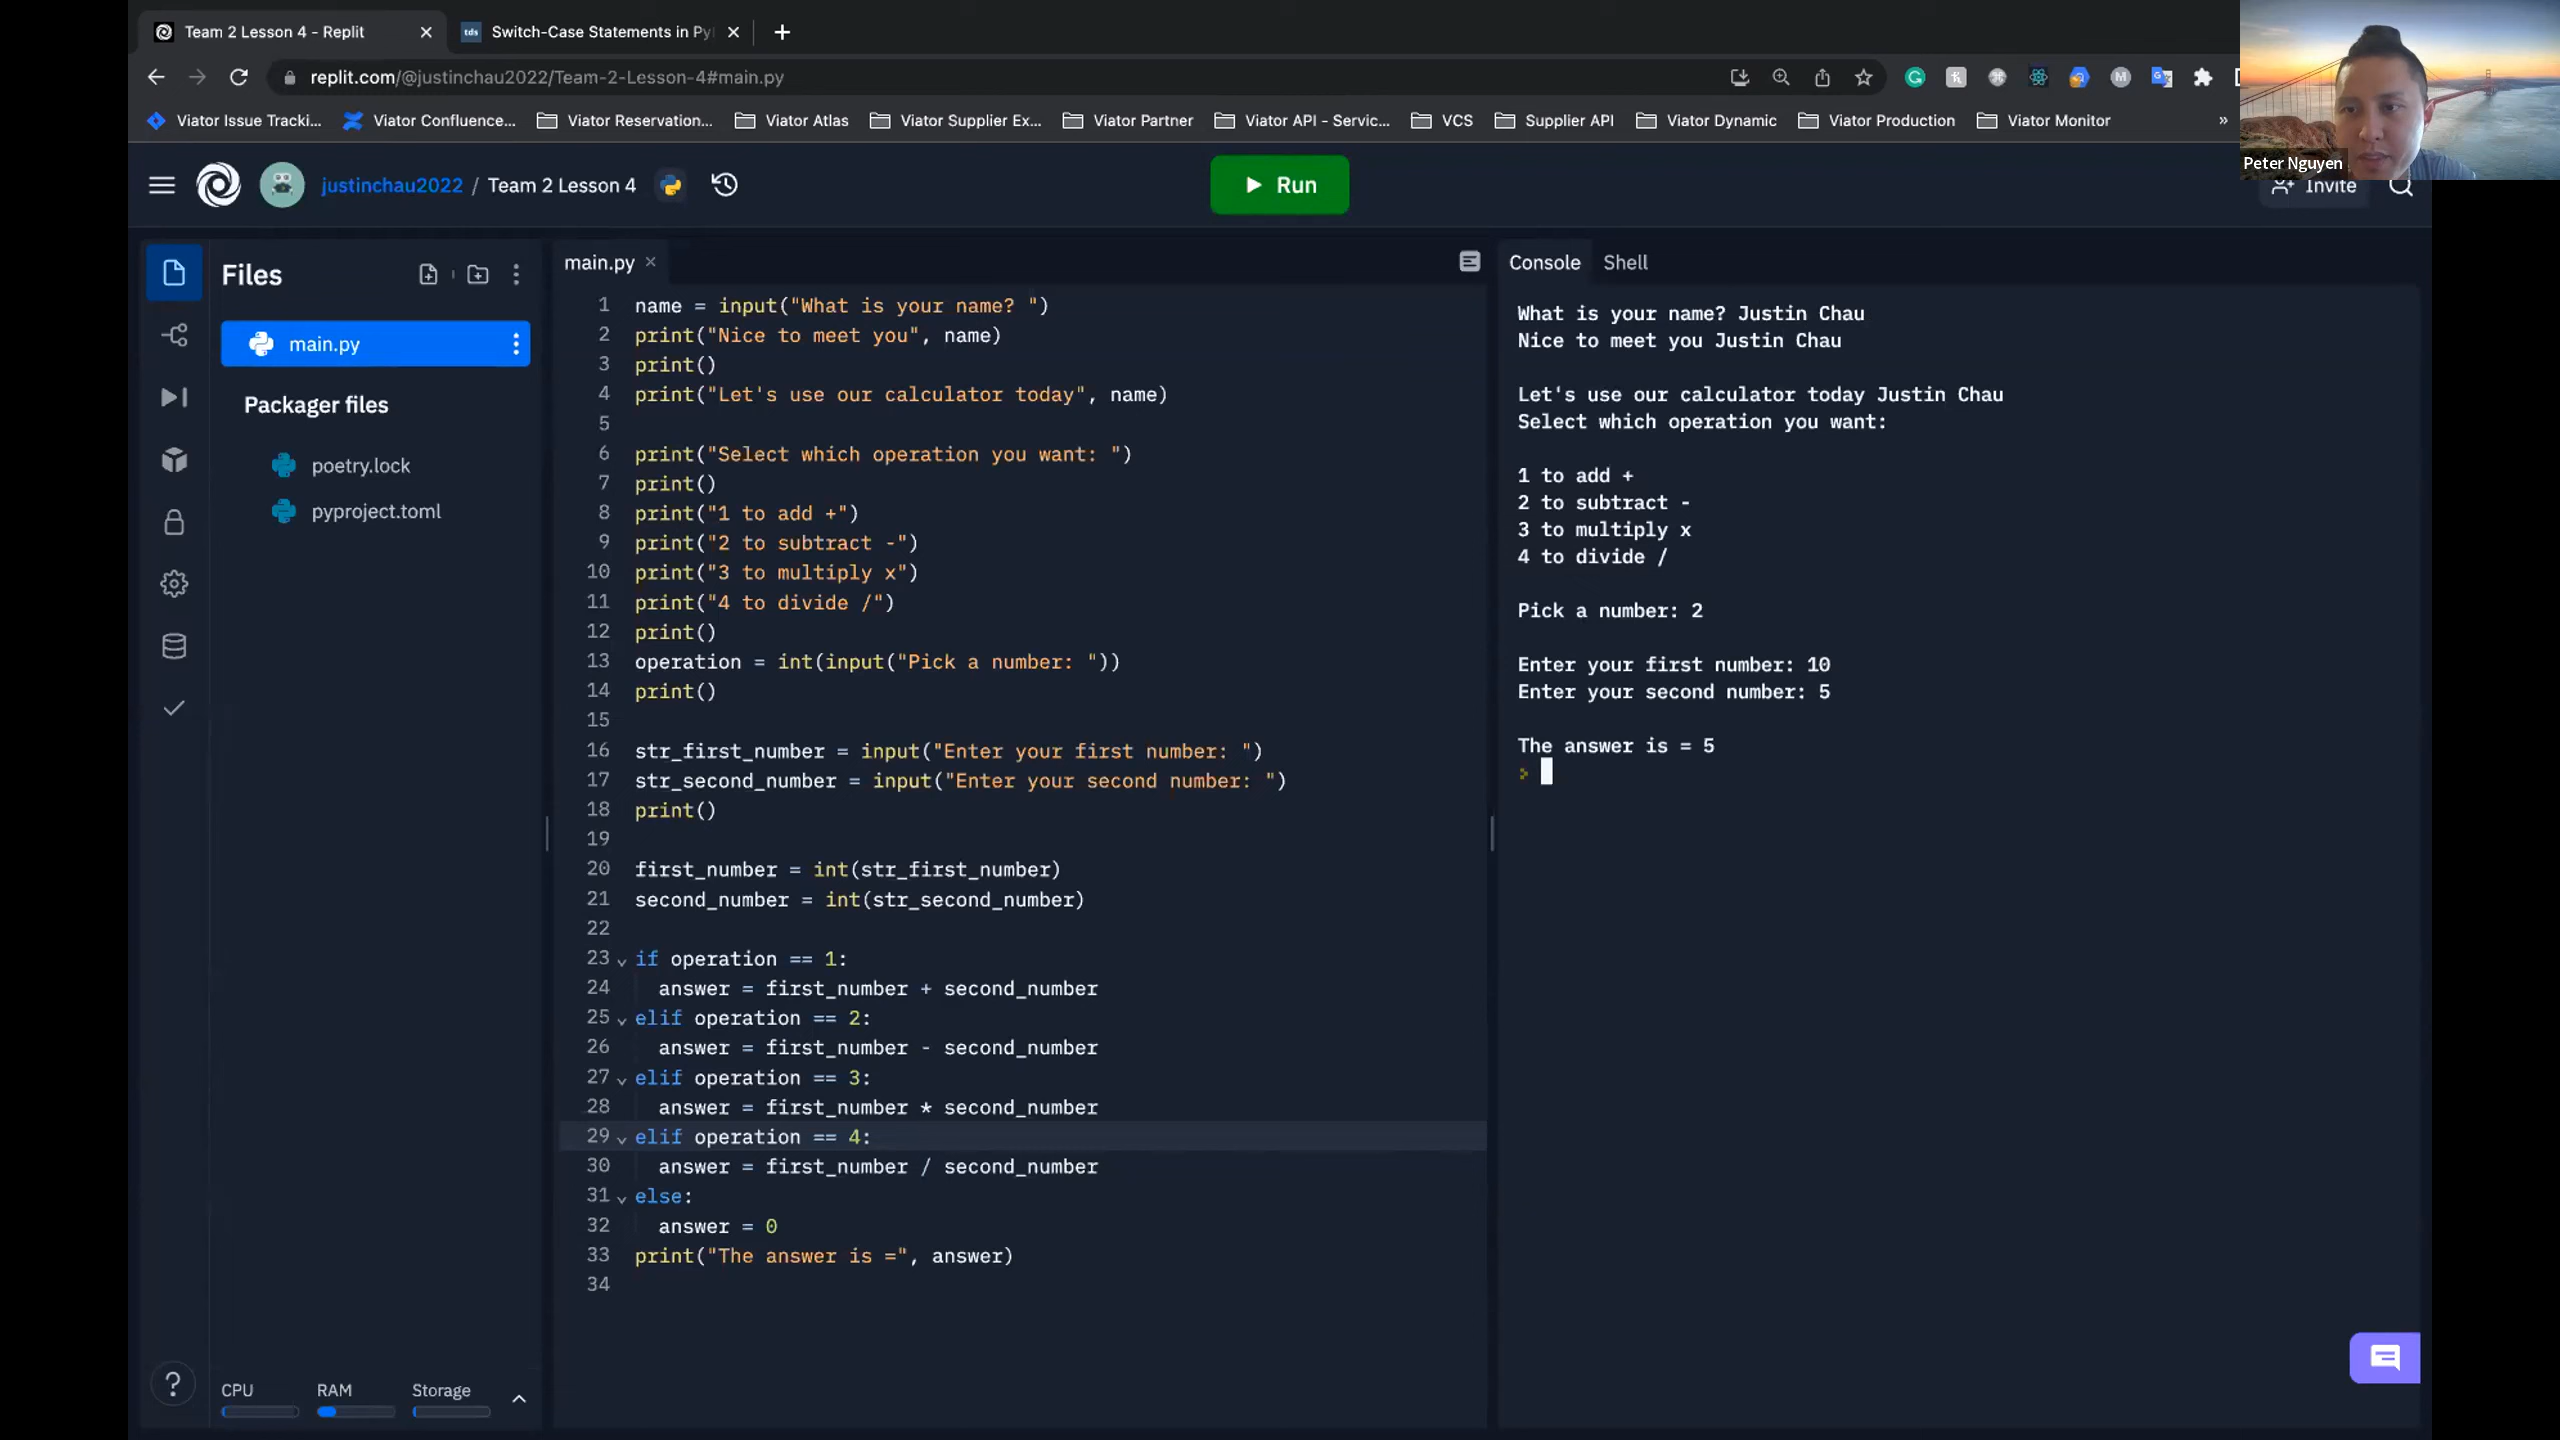 Team 2 Lesson 4 - Replit
tds Switch-Case Statements in Py
replit.com/@justinchau2022/Team-2-Lesson-4#main.py
Viator Issue Tracki... Viator Confluence... Viator Reservation... Viator Atlas Viator Supplier Ex... Viator Partner Viator API - Servic... VCS Supplier API Viator Dynamic Viator Production Viator Monitor »
Peter Nguyen
justinchau2022 / Team 2 Lesson 4
Run
Invite
Files
main.py
Packager files
poetry.lock
pyproject.toml
CPU RAM Storage
main.py
1 name = input("What is your name? ")
2 print("Nice to meet you", name)
3 print()
4 print("Let's use our calculator today", name)
5
6 print("Select which operation you want: ")
7 print()
8 print("1 to add +")
9 print("2 to subtract -")
10 print("3 to multiply x")
11 print("4 to divide /")
12 print()
13 operation = int(input("Pick a number: "))
14 print()
15
16 str_first_number = input("Enter your first number: ")
17 str_second_number = input("Enter your second number: ")
18 print()
19
20 first_number = int(str_first_number)
21 second_number = int(str_second_number)
22
23 if operation == 1:
24 answer = first_number + second_number
25 elif operation == 2:
26 answer = first_number - second_number
27 elif operation == 3:
28 answer = first_number * second_number
29 elif operation == 4:
30 answer = first_number / second_number
31 else:
32 answer = 0
33 print("The answer is =", answer)
34
Console Shell
What is your name? Justin Chau
Nice to meet you Justin Chau
Let's use our calculator today Justin Chau
Select which operation you want:
1 to add +
2 to subtract -
3 to multiply x
4 to divide /
Pick a number: 2
Enter your first number: 10
Enter your second number: 5
The answer is = 5